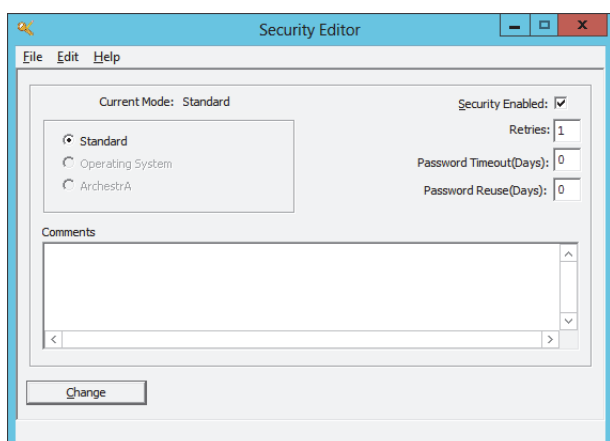 Security Editor
File Edit Help
Current Mode: Standard
Security Enabled:
Standard
Retries: 1
Operating System
Password Timeout(Days): 0
ArchestrA
Password Reuse(Days): 0
Comments
Change